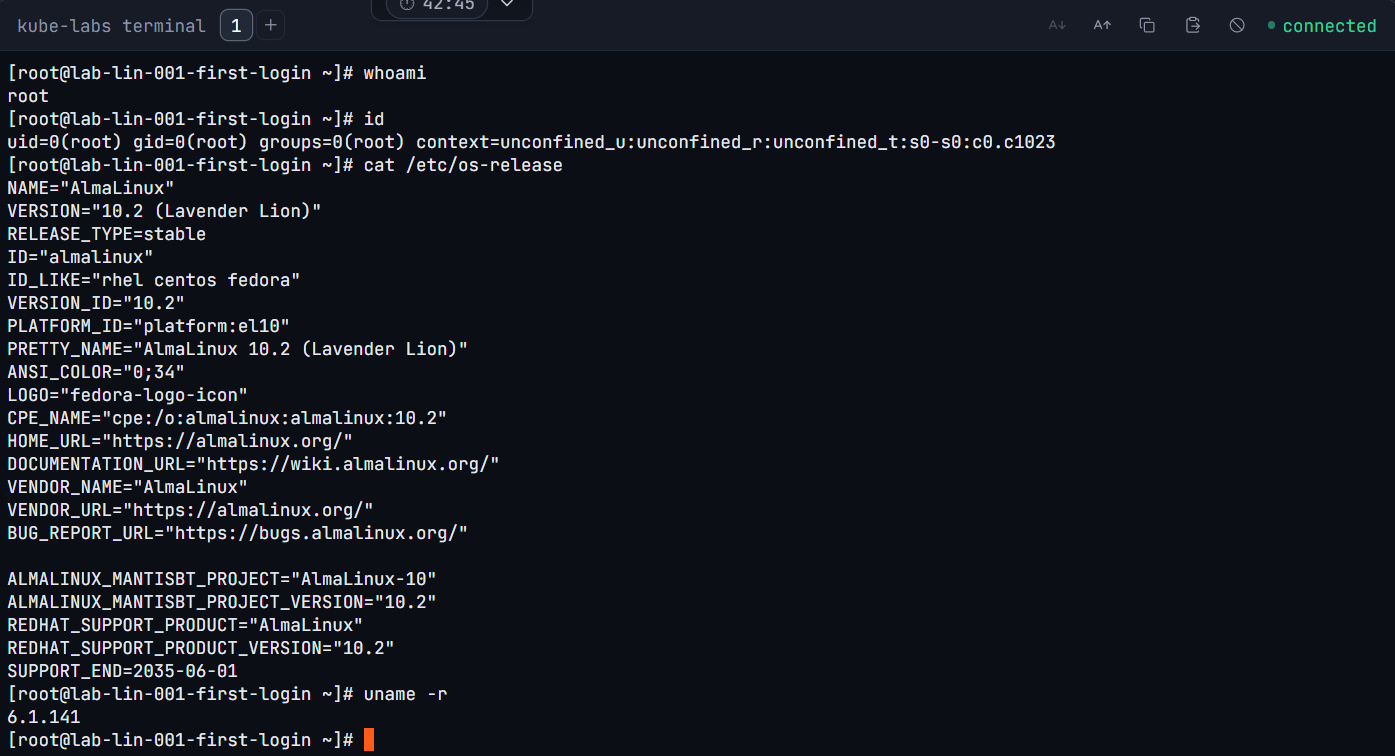 42:45
kube-labs terminal 1 + A↓ A↑ connected
[root@lab-lin-001-first-login ~]# whoami
root
[root@lab-lin-001-first-login ~]# id
uid=0(root) gid=0(root) groups=0(root) context=unconfined_u:unconfined_r:unconfined_t:s0-s0:c0.c1023
[root@lab-lin-001-first-login ~]# cat /etc/os-release
NAME="AlmaLinux"
VERSION="10.2 (Lavender Lion)"
RELEASE_TYPE=stable
ID="almalinux"
ID_LIKE="rhel centos fedora"
VERSION_ID="10.2"
PLATFORM_ID="platform:el10"
PRETTY_NAME="AlmaLinux 10.2 (Lavender Lion)"
ANSI_COLOR="0;34"
LOGO="fedora-logo-icon"
CPE_NAME="cpe:/o:almalinux:almalinux:10.2"
HOME_URL="https://almalinux.org/"
DOCUMENTATION_URL="https://wiki.almalinux.org/"
VENDOR_NAME="AlmaLinux"
VENDOR_URL="https://almalinux.org/"
BUG_REPORT_URL="https://bugs.almalinux.org/"

ALMALINUX_MANTISBT_PROJECT="AlmaLinux-10"
ALMALINUX_MANTISBT_PROJECT_VERSION="10.2"
REDHAT_SUPPORT_PRODUCT="AlmaLinux"
REDHAT_SUPPORT_PRODUCT_VERSION="10.2"
SUPPORT_END=2035-06-01
[root@lab-lin-001-first-login ~]# uname -r
6.1.141
[root@lab-lin-001-first-login ~]#